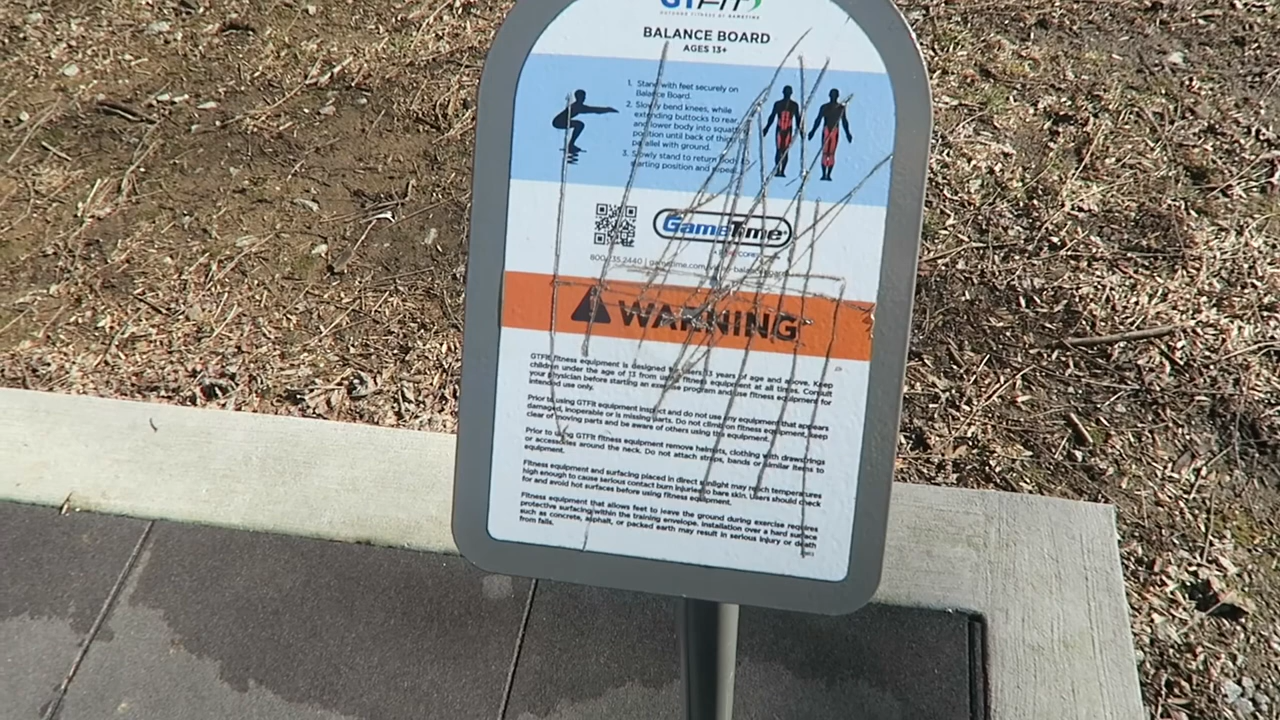 GTFit
OUTDOOR FITNESS BY GAMETIME
BALANCE BOARD
AGES 13+
1. Stand with feet securely on
Balance Board.
2. Slowly bend knees, while
extending buttocks to rear
and lower body into squatting
position until back of thighs
parallel with ground.
3. Slowly stand to return body to
starting position and repeat.
GameTime
gametime.com
WARNING
GTFit fitness equipment is designed for users 13 years of age and above. Keep
children under the age of 13 from using fitness equipment at all times. Consult
your physician before starting an exercise program and use fitness equipment for
intended use only.
Prior to using GTFit equipment inspect and do not use any equipment that appears
damaged, inoperable or is missing parts. Do not climb on fitness equipment, keep
clear of moving parts and be aware of others using this equipment.
Prior to using GTFit fitness equipment remove helmets, clothing with drawstrings
or accessories around the neck. Do not attach straps, bands or similar items to
equipment.
Fitness equipment and surfacing placed in direct sunlight may reach temperatures
high enough to cause serious contact burn injuries to bare skin. Users should check
for and avoid hot surfaces before using fitness equipment.
Fitness equipment that allows feet to leave the ground during exercise requires
protective surfacing within the training envelope. Installation over a hard surface
such as concrete, asphalt, or packed earth may result in serious injury or death
from falls.